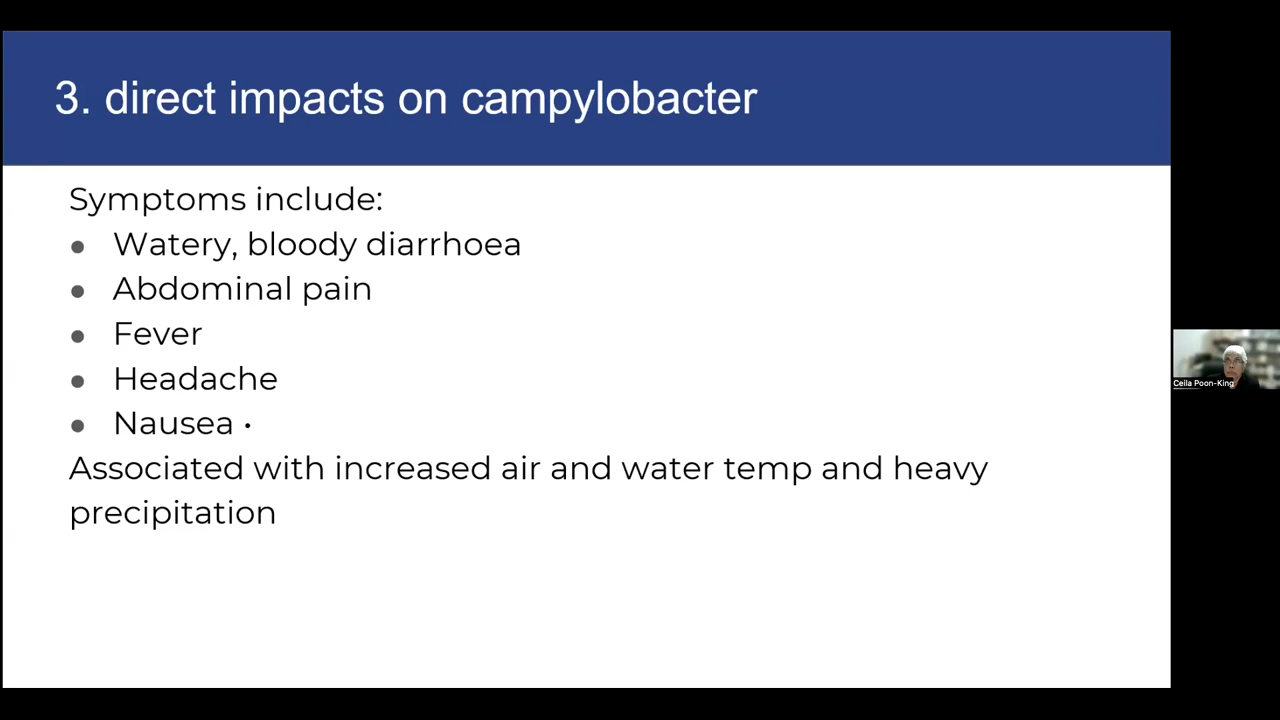 3. direct impacts on campylobacter
Symptoms include:
● Watery, bloody diarrhoea
● Abdominal pain
● Fever
● Headache
● Nausea •
Associated with increased air and water temp and heavy
precipitation
Ceila Poon-King